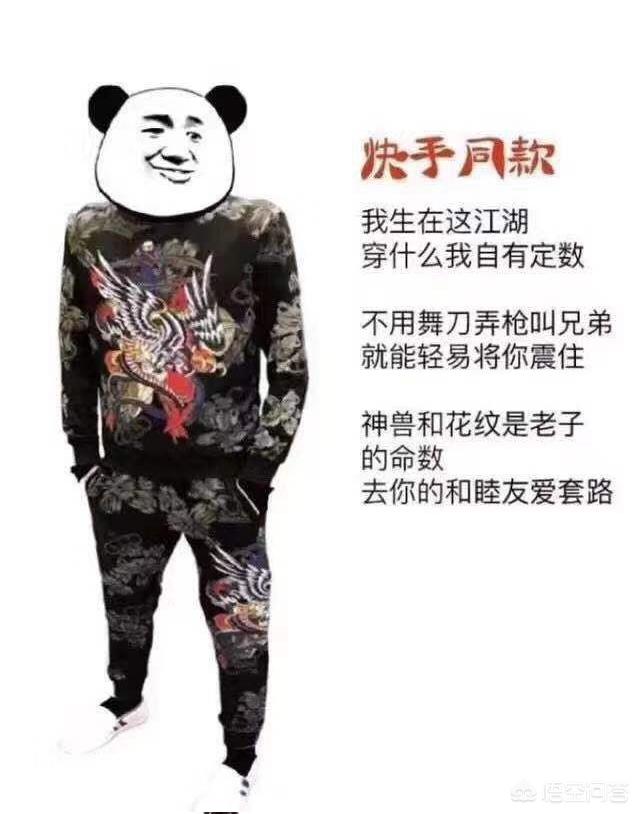 快手同款
我生在这江湖
穿什么我自有定数
不用舞刀弄枪叫兄弟
就能轻易将你震住
神兽和花纹是老子
的命数
去你的和睦友爱套路
悟空问答